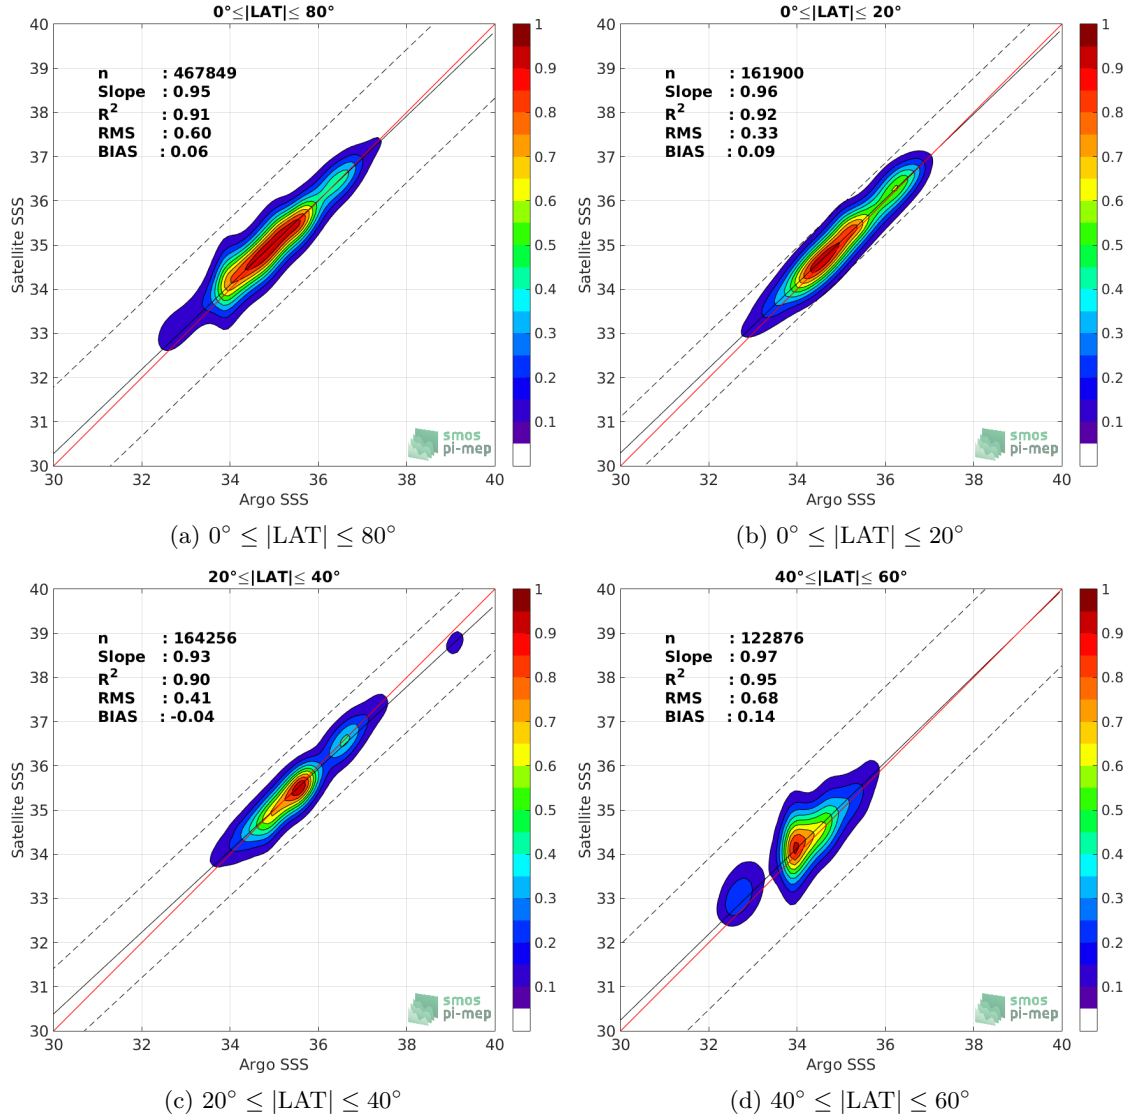 0°≤|LAT|≤ 80°
40
39
38
37
36
35
34
33
32
31
30
n : 467849
Slope : 0.95
R² : 0.91
RMS : 0.60
BIAS : 0.06
Satellite SSS
smos
pi-mep
30 32 34 36 38 40
Argo SSS
1
0.9
0.8
0.7
0.6
0.5
0.4
0.3
0.2
0.1
(a) 0° ≤ |LAT| ≤ 80°
0°≤|LAT|≤ 20°
40
39
38
37
36
35
34
33
32
31
30
n : 161900
Slope : 0.96
R² : 0.92
RMS : 0.33
BIAS : 0.09
Satellite SSS
smos
pi-mep
30 32 34 36 38 40
Argo SSS
1
0.9
0.8
0.7
0.6
0.5
0.4
0.3
0.2
0.1
(b) 0° ≤ |LAT| ≤ 20°
20°≤|LAT|≤ 40°
40
39
38
37
36
35
34
33
32
31
30
n : 164256
Slope : 0.93
R² : 0.90
RMS : 0.41
BIAS : -0.04
Satellite SSS
smos
pi-mep
30 32 34 36 38 40
Argo SSS
1
0.9
0.8
0.7
0.6
0.5
0.4
0.3
0.2
0.1
(c) 20° ≤ |LAT| ≤ 40°
40°≤|LAT|≤ 60°
40
39
38
37
36
35
34
33
32
31
30
n : 122876
Slope : 0.97
R² : 0.95
RMS : 0.68
BIAS : 0.14
Satellite SSS
smos
pi-mep
30 32 34 36 38 40
Argo SSS
1
0.9
0.8
0.7
0.6
0.5
0.4
0.3
0.2
0.1
(d) 40° ≤ |LAT| ≤ 60°